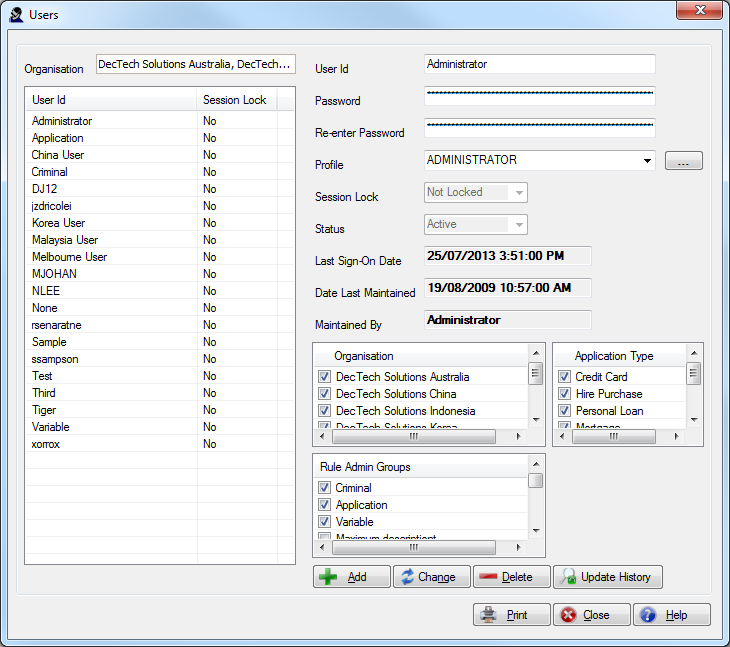 Users
Organisation DecTech Solutions Australia, DecTech...
User Id Session Lock
Administrator No
Application No
China User No
Criminal No
DJ12 No
jzdricolei No
Korea User No
Malaysia User No
Melbourne User No
MJOHAN No
NLEE No
None No
rsenaratne No
Sample No
ssampson No
Test No
Third No
Tiger No
Variable No
xorrox No
User Id Administrator
Password
Re-enter Password
Profile ADMINISTRATOR ...
Session Lock Not Locked
Status Active
Last Sign-On Date 25/07/2013 3:51:00 PM
Date Last Maintained 19/08/2009 10:57:00 AM
Maintained By Administrator
Organisation
DecTech Solutions Australia
DecTech Solutions China
DecTech Solutions Indonesia
DecTech Solutions Korea
Application Type
Credit Card
Hire Purchase
Personal Loan
Mortgage
Rule Admin Groups
Criminal
Application
Variable
Maximum description
Add Change Delete Update History
Print Close Help